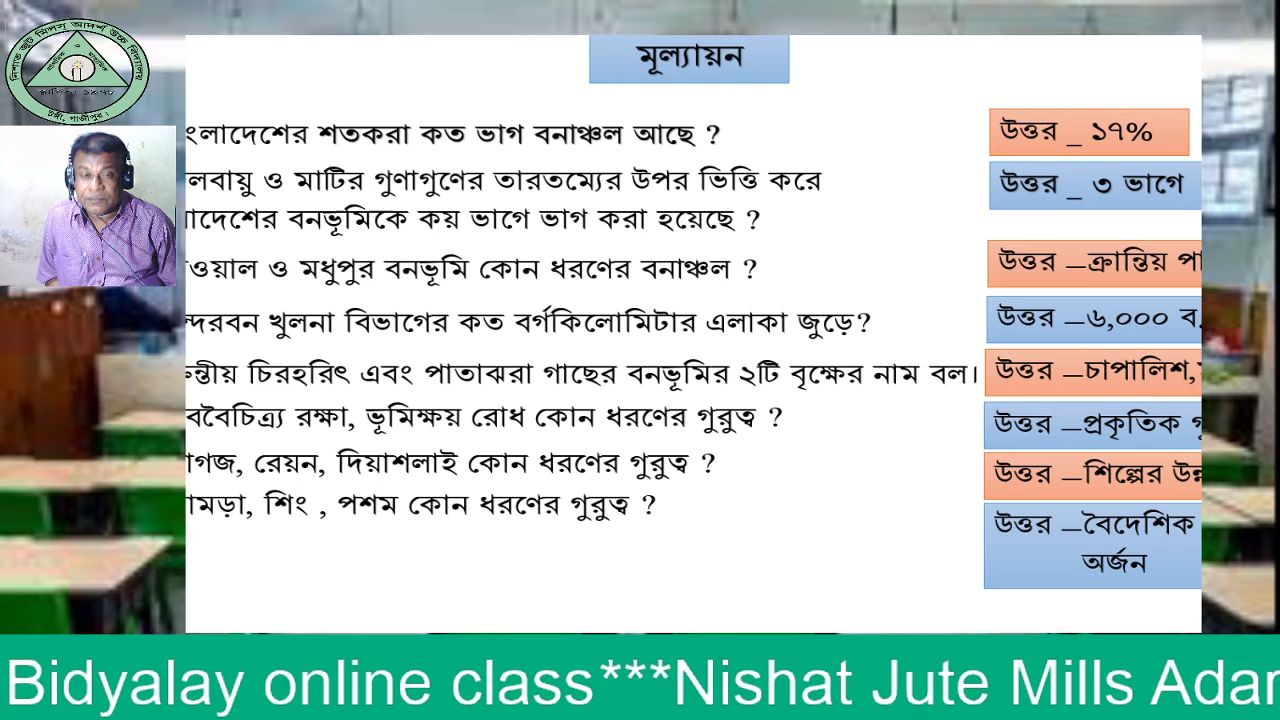 মূল্যায়ন
ংলাদেশের শতকরা কত ভাগ বনাঞ্চল আছে ?
উত্তর _ ১৭%
লবায়ু ও মাটির গুণাগুণের তারতম্যের উপর ভিত্তি করে
াদেশের বনভূমিকে কয় ভাগে ভাগ করা হয়েছে ?
উত্তর _ ৩ ভাগে
ওয়াল ও মধুপুর বনভূমি কোন ধরণের বনাঞ্চল ?
উত্তর –ক্রান্তিয় পা
ন্দরবন খুলনা বিভাগের কত বর্গকিলোমিটার এলাকা জুড়ে?
উত্তর –৬,০০০ ব
ন্তীয় চিরহরিৎ এবং পাতাঝরা গাছের বনভূমির ২টি বৃক্ষের নাম বল।
উত্তর –চাপালিশ,
ববৈচিত্র্য রক্ষা, ভূমিক্ষয় রোধ কোন ধরণের গুরুত্ব ?
উত্তর –প্রকৃতিক
াগজ, রেয়ন, দিয়াশলাই কোন ধরণের গুরুত্ব ?
উত্তর –শিল্পের উন্ন
ামড়া, শিং , পশম কোন ধরণের গুরুত্ব ?
উত্তর –বৈদেশিক
অর্জন
Bidyalay online class***Nishat Jute Mills Adar